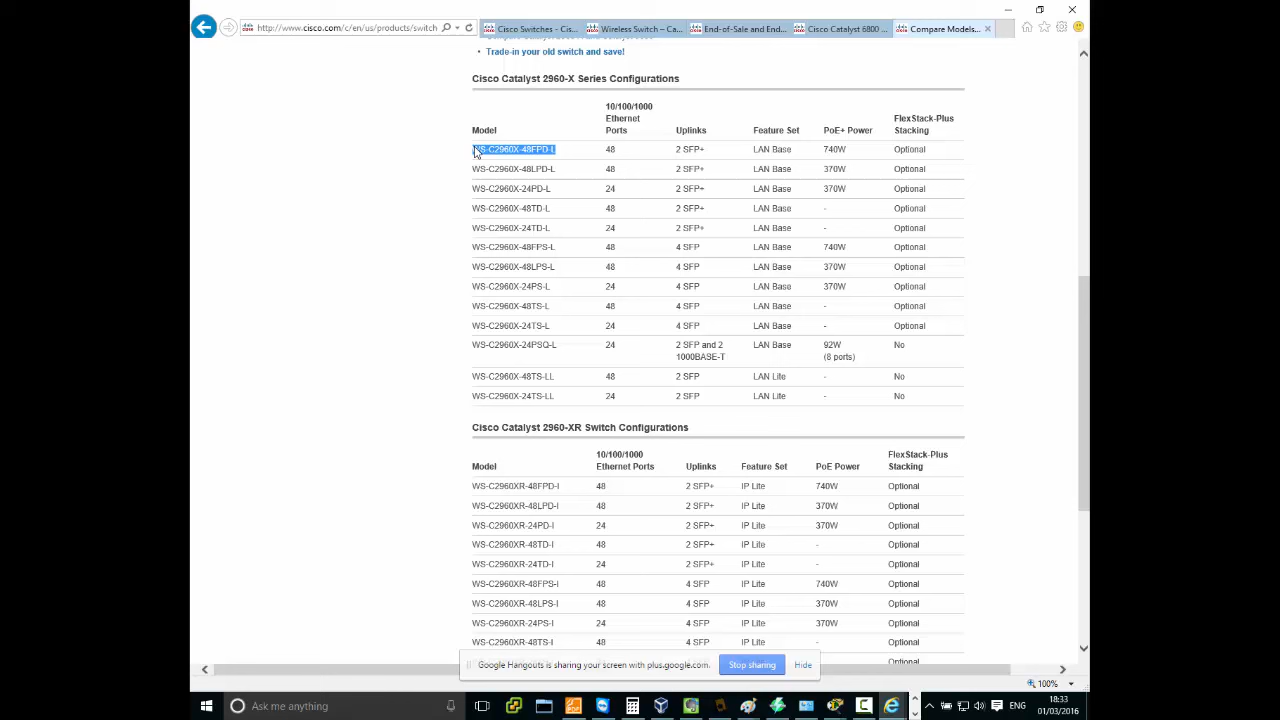 http://www.cisco.com/c/en/us/products/switch
Cisco Switches - Cis...
Wireless Switch – Ca...
End-of-Sale and End...
Cisco Catalyst 6800 ...
Compare Models...
• Trade-in your old switch and save!
Cisco Catalyst 2960-X Series Configurations
Model 10/100/1000 Ethernet Ports Uplinks Feature Set PoE+ Power FlexStack-Plus Stacking
WS-C2960X-48FPD-L 48 2 SFP+ LAN Base 740W Optional
WS-C2960X-48LPD-L 48 2 SFP+ LAN Base 370W Optional
WS-C2960X-24PD-L 24 2 SFP+ LAN Base 370W Optional
WS-C2960X-48TD-L 48 2 SFP+ LAN Base - Optional
WS-C2960X-24TD-L 24 2 SFP+ LAN Base - Optional
WS-C2960X-48FPS-L 48 4 SFP LAN Base 740W Optional
WS-C2960X-48LPS-L 48 4 SFP LAN Base 370W Optional
WS-C2960X-24PS-L 24 4 SFP LAN Base 370W Optional
WS-C2960X-48TS-L 48 4 SFP LAN Base - Optional
WS-C2960X-24TS-L 24 4 SFP LAN Base - Optional
WS-C2960X-24PSQ-L 24 2 SFP and 2 1000BASE-T LAN Base 92W (8 ports) No
WS-C2960X-48TS-LL 48 2 SFP LAN Lite - No
WS-C2960X-24TS-LL 24 2 SFP LAN Lite - No
Cisco Catalyst 2960-XR Switch Configurations
Model 10/100/1000 Ethernet Ports Uplinks Feature Set PoE Power FlexStack-Plus Stacking
WS-C2960XR-48FPD-I 48 2 SFP+ IP Lite 740W Optional
WS-C2960XR-48LPD-I 48 2 SFP+ IP Lite 370W Optional
WS-C2960XR-24PD-I 24 2 SFP+ IP Lite 370W Optional
WS-C2960XR-48TD-I 48 2 SFP+ IP Lite - Optional
WS-C2960XR-24TD-I 24 2 SFP+ IP Lite - Optional
WS-C2960XR-48FPS-I 48 4 SFP IP Lite 740W Optional
WS-C2960XR-48LPS-I 48 4 SFP IP Lite 370W Optional
WS-C2960XR-24PS-I 24 4 SFP IP Lite 370W Optional
WS-C2960XR-48TS-I 48 4 SFP IP Lite - Optional
Optional
Google Hangouts is sharing your screen with plus.google.com. Stop sharing Hide
100%
Ask me anything
ENG
18:33
01/03/2016